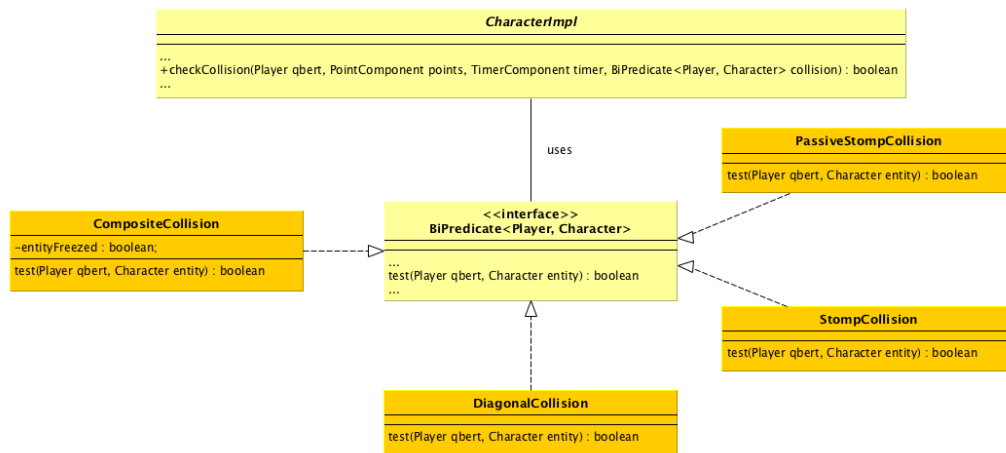 CharacterImpl
...
+checkCollision(Player qbert, PointComponent points, TimerComponent timer, BiPredicate<Player, Character> collision) : boolean
...
uses
PassiveStompCollision
test(Player qbert, Character entity) : boolean
<<interface>>
BiPredicate<Player, Character>
...
test(Player qbert, Character entity) : boolean
...
CompositeCollision
-entityFreezed : boolean;
test(Player qbert, Character entity) : boolean
StompCollision
test(Player qbert, Character entity) : boolean
DiagonalCollision
test(Player qbert, Character entity) : boolean